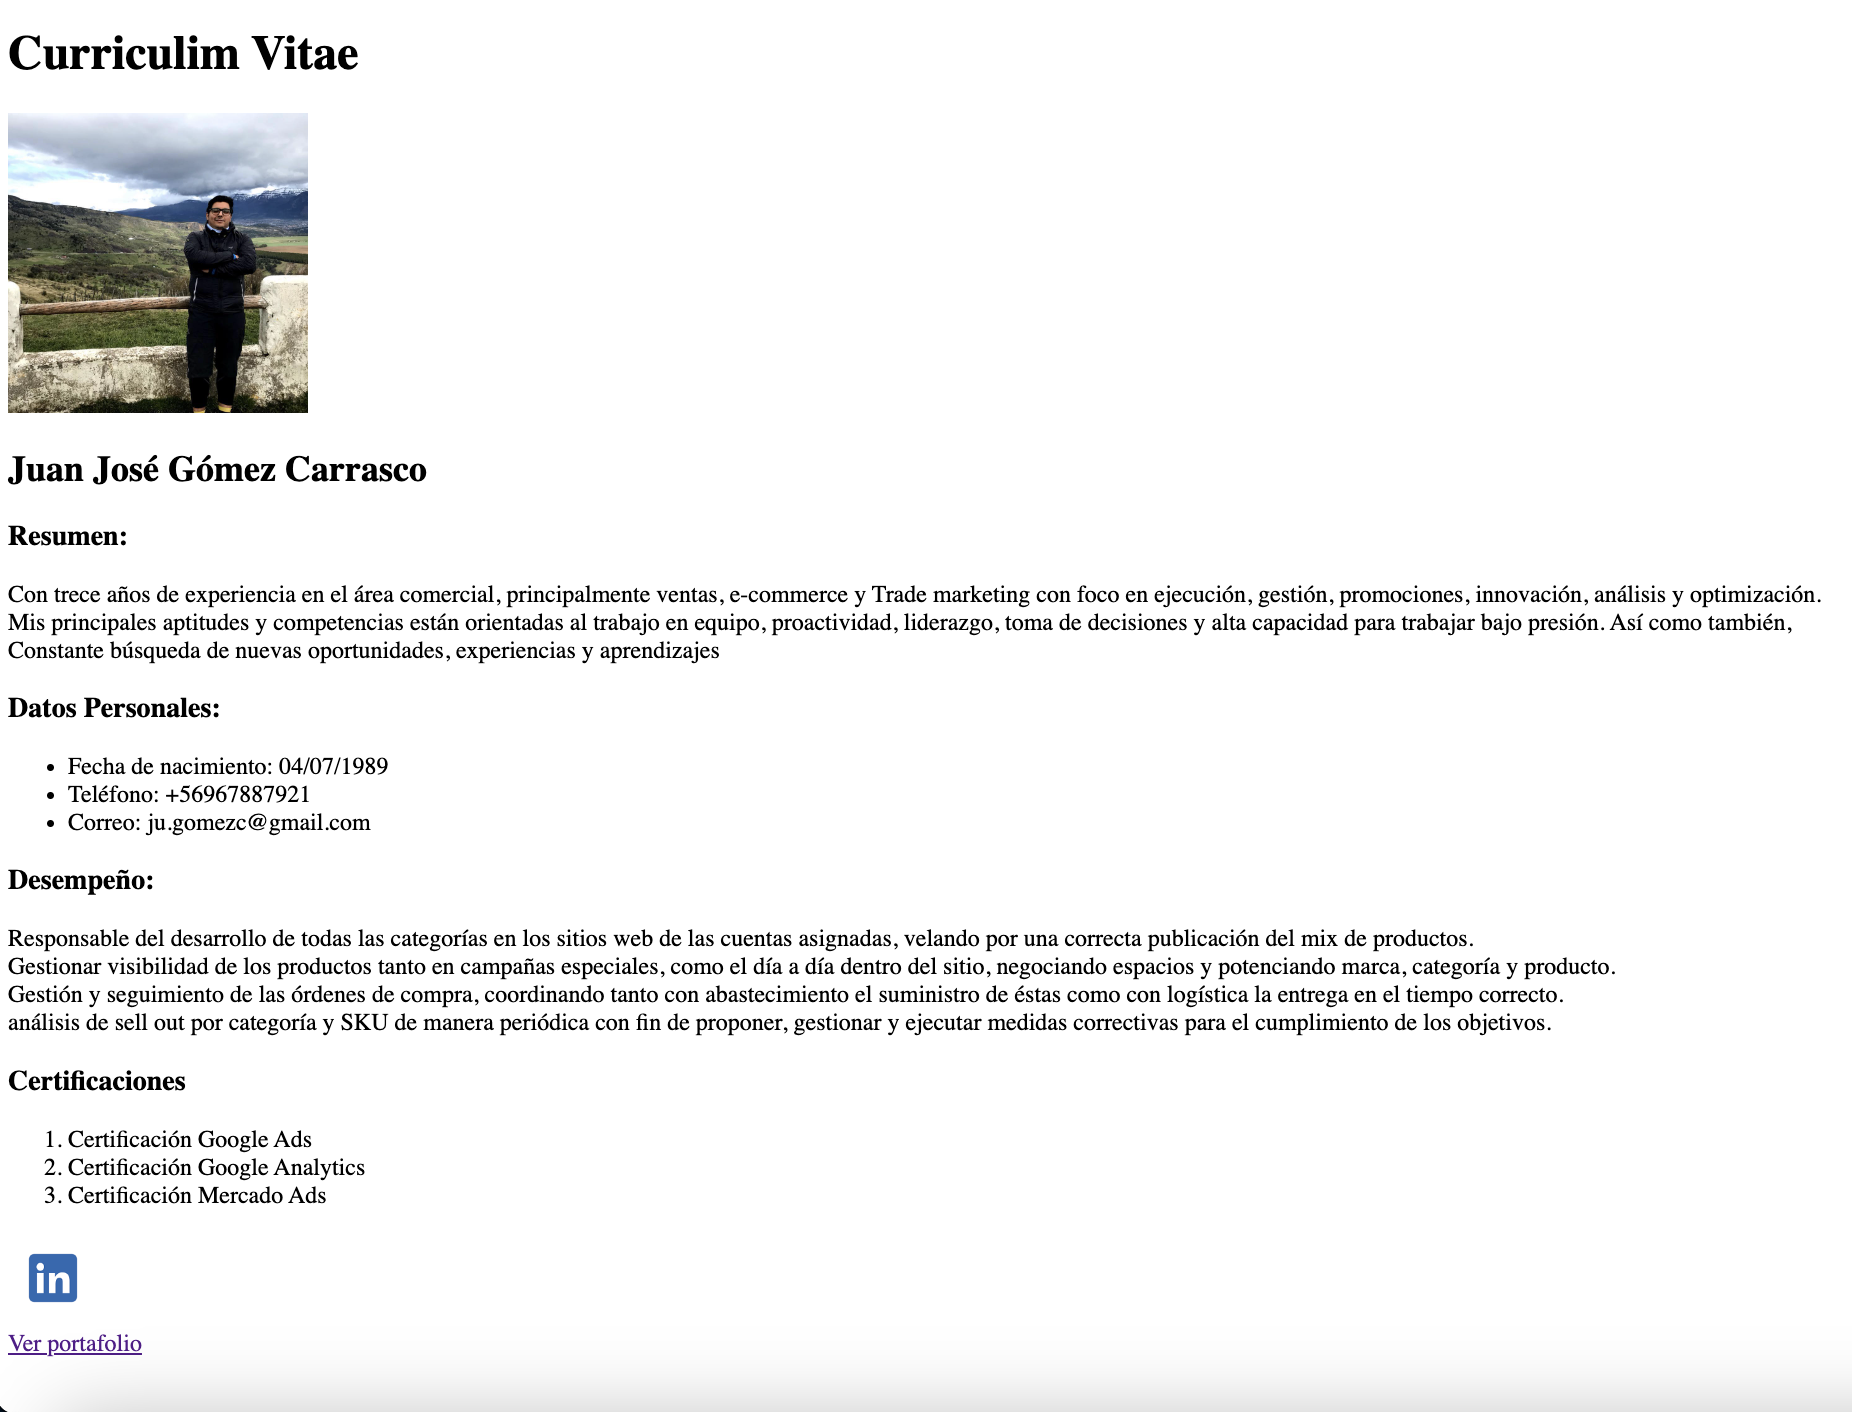 Curriculim Vitae
Juan José Gómez Carrasco
Resumen:
Con trece años de experiencia en el área comercial, principalmente ventas, e-commerce y Trade marketing con foco en ejecución, gestión, promociones, innovación, análisis y optimización.
Mis principales aptitudes y competencias están orientadas al trabajo en equipo, proactividad, liderazgo, toma de decisiones y alta capacidad para trabajar bajo presión. Así como también,
Constante búsqueda de nuevas oportunidades, experiencias y aprendizajes
Datos Personales:
• Fecha de nacimiento: 04/07/1989
• Teléfono: +56967887921
• Correo: ju.gomezc@gmail.com
Desempeño:
Responsable del desarrollo de todas las categorías en los sitios web de las cuentas asignadas, velando por una correcta publicación del mix de productos.
Gestionar visibilidad de los productos tanto en campañas especiales, como el día a día dentro del sitio, negociando espacios y potenciando marca, categoría y producto.
Gestión y seguimiento de las órdenes de compra, coordinando tanto con abastecimiento el suministro de éstas como con logística la entrega en el tiempo correcto.
análisis de sell out por categoría y SKU de manera periódica con fin de proponer, gestionar y ejecutar medidas correctivas para el cumplimiento de los objetivos.
Certificaciones
1. Certificación Google Ads
2. Certificación Google Analytics
3. Certificación Mercado Ads
in
Ver portafolio